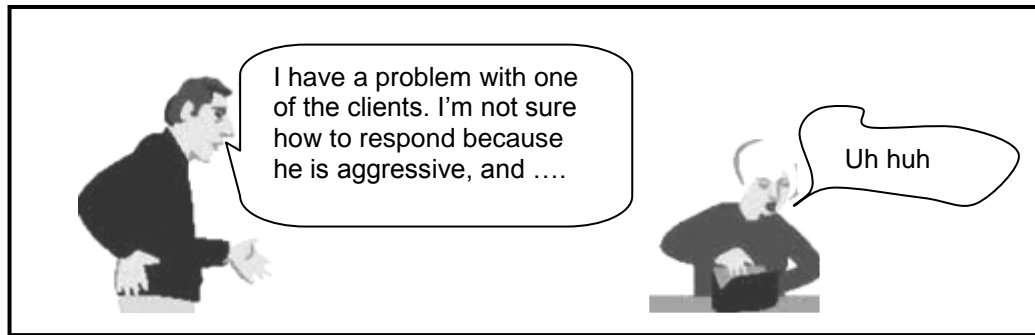 I have a problem with one
of the clients. I’m not sure
how to respond because
he is aggressive, and ….
Uh huh